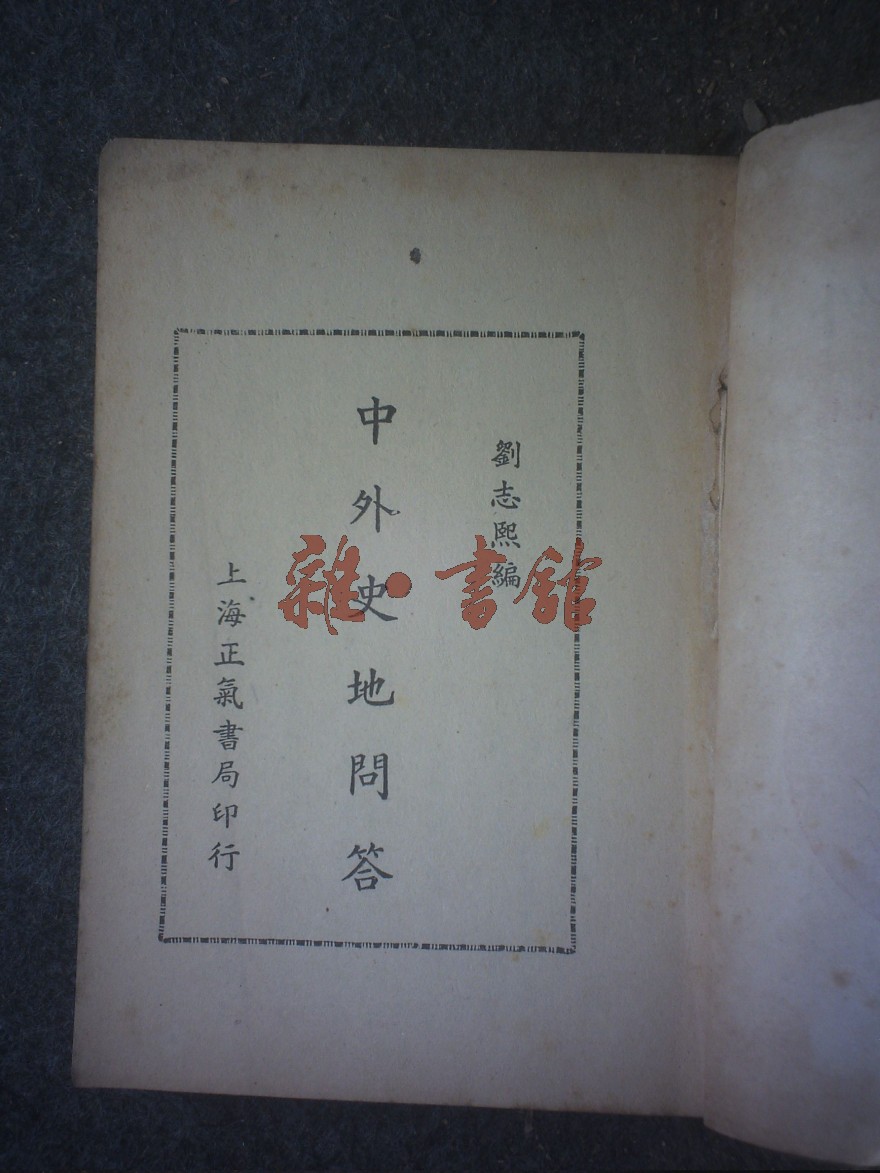 劉志熙編
中外史地問答
上海正氣書局印行
雜·書館